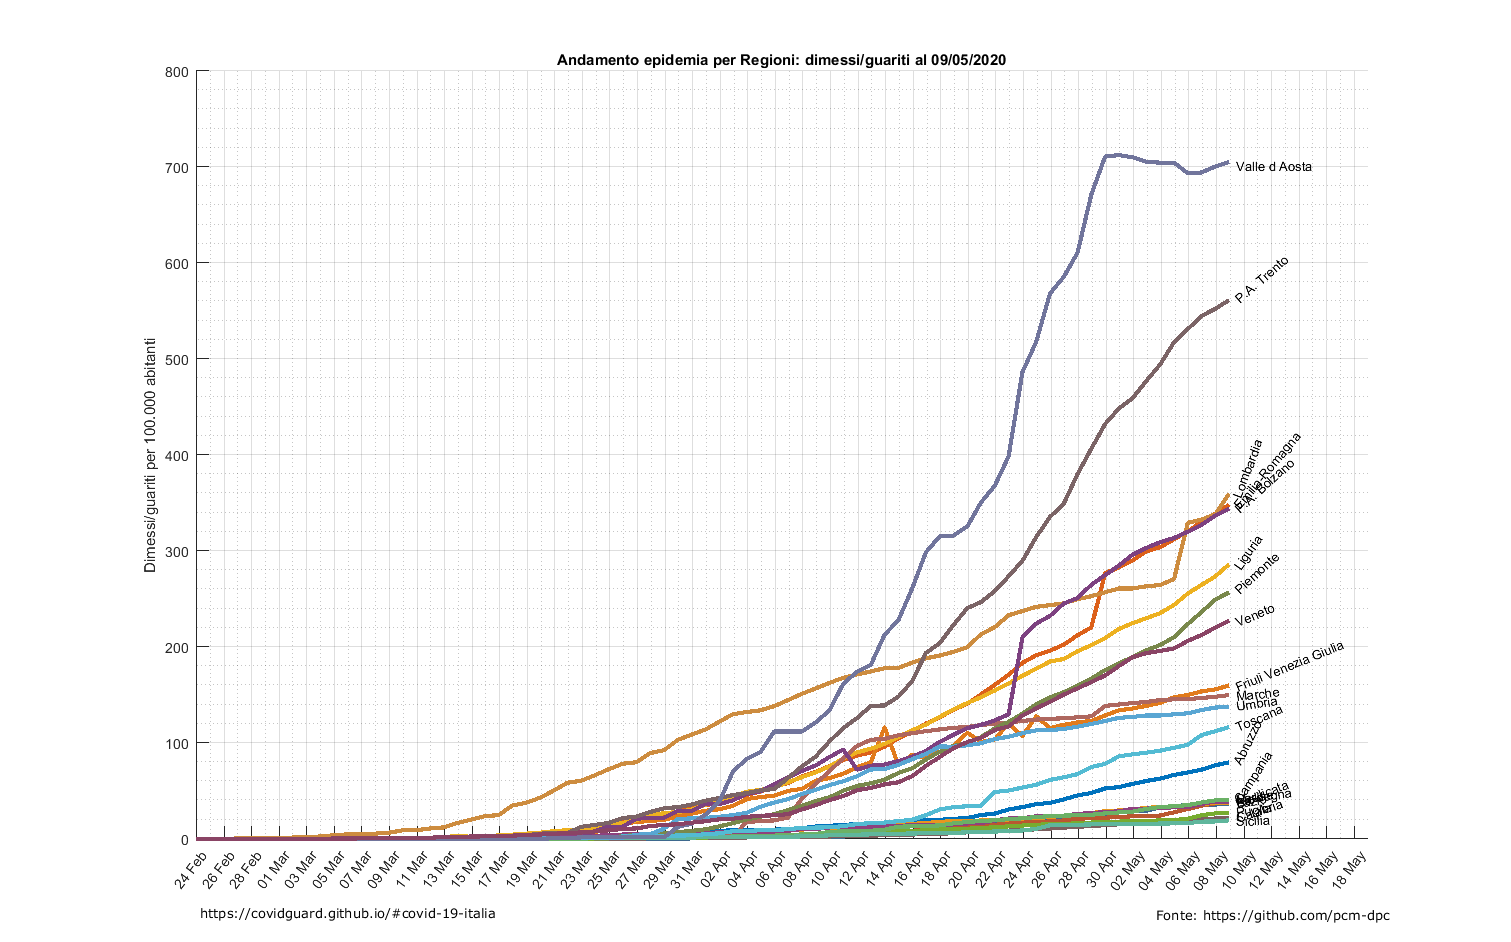 Andamento epidemia per Regioni: dimessi/guariti al 09/05/2020
Dimessi/guariti per 100.000 abitanti
800
700
600
500
400
300
200
100
0
Valle d Aosta
P.A. Trento
Lombardia
Emilia-Romagna
P.A. Bolzano
Liguria
Piemonte
Veneto
Friuli Venezia Giulia
Marche
Umbria
Toscana
Abruzzo
Campania
Sicilia
24 Feb
26 Feb
28 Feb
01 Mar
03 Mar
05 Mar
07 Mar
09 Mar
11 Mar
13 Mar
15 Mar
17 Mar
19 Mar
21 Mar
23 Mar
25 Mar
27 Mar
29 Mar
31 Mar
02 Apr
04 Apr
06 Apr
08 Apr
10 Apr
12 Apr
14 Apr
16 Apr
18 Apr
20 Apr
22 Apr
24 Apr
26 Apr
28 Apr
30 Apr
02 May
04 May
06 May
08 May
10 May
12 May
14 May
16 May
18 May
https://covidguard.github.io/#covid-19-italia
Fonte: https://github.com/pcm-dpc